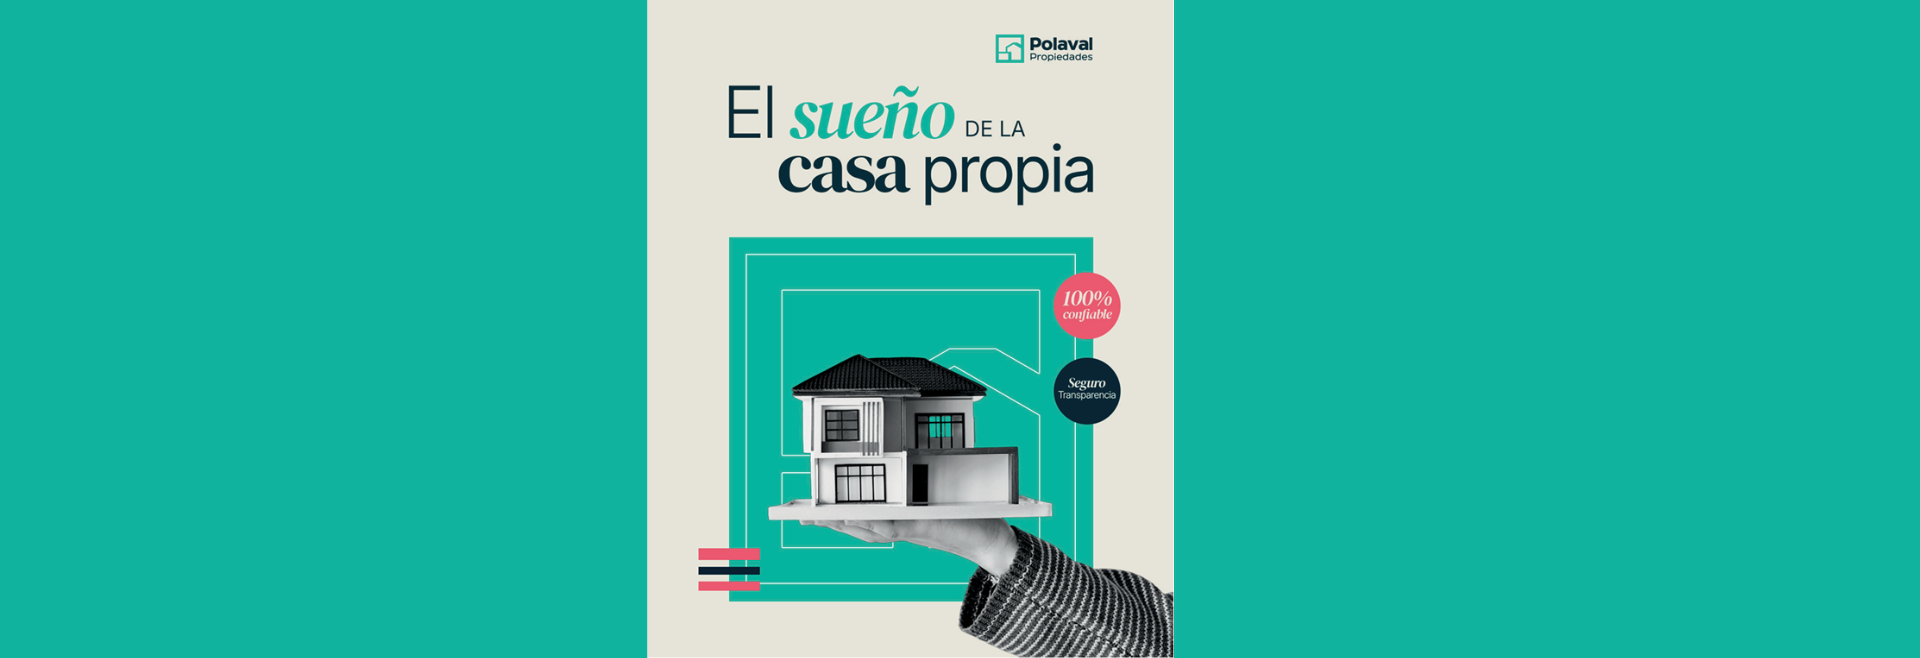 Polaval
Propiedades
El sueño DE LA
casa propia
100%
confiable
Seguro
Transparencia